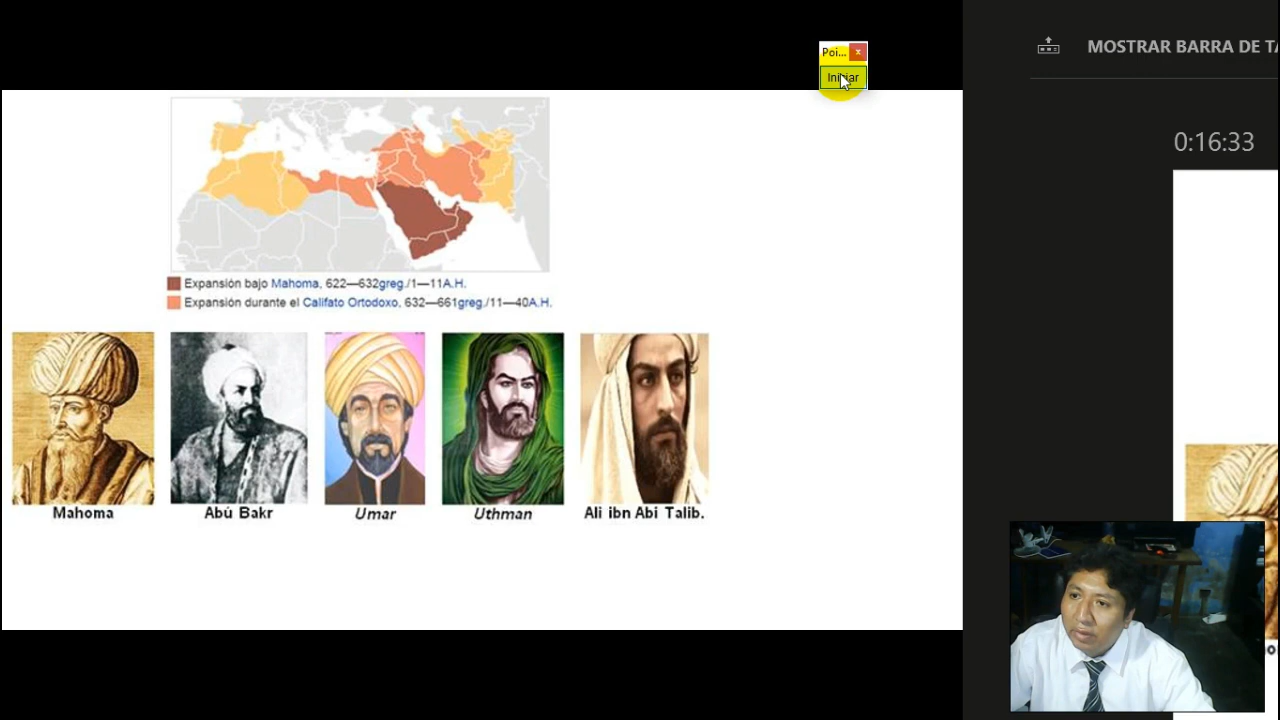 Poi... x
Iniciar
MOSTRAR BARRA DE TA
0:16:33
Expansión bajo Mahoma, 622—632greg./1—11A.H.
Expansión durante el Califato Ortodoxo, 632—661greg./11—40A.H.
Mahoma
Abú Bakr
Umar
Uthman
Ali ibn Abi Talib.